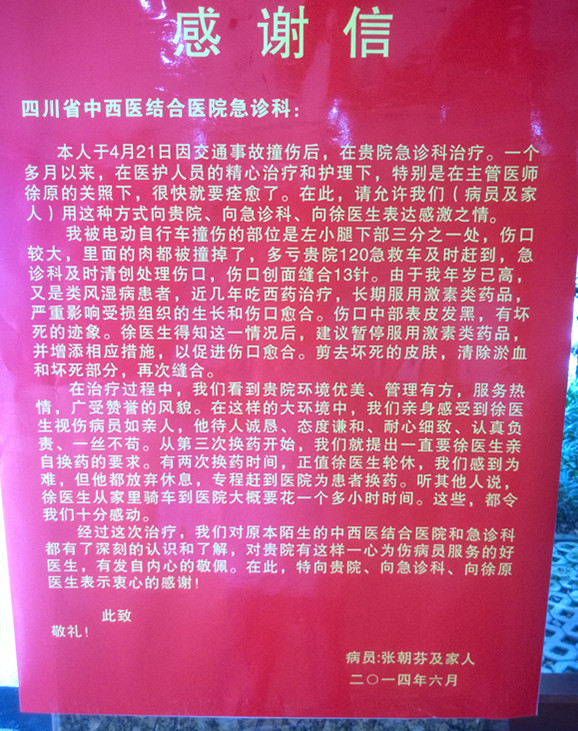 感谢信
四川省中西医结合医院急诊科：
本人于4月21日因交通事故撞伤后，在贵院急诊科治疗。一个
多月以来，在医护人员的精心治疗和护理下，特别是在主管医师
徐原的关照下，很快就要痊愈了。在此，请允许我们（病员及家
人）用这种方式向贵院、向急诊科、向徐医生表达感激之情。
我被电动自行车撞伤的部位是左小腿下部三分之一处，伤口
较大，里面的肉都被撞掉了，多亏贵院120急救车及时赶到，急
诊科及时清创处理伤口，伤口创面缝合13针。由于我年岁已高，
又是类风湿病患者，近几年吃西药治疗，长期服用激素类药品，
严重影响受损组织的生长和伤口愈合。伤口中部表皮发黑，有坏
死的迹象。徐医生得知这一情况后，建议暂停服用激素类药品，
并增添相应措施，以促进伤口愈合。剪去坏死的皮肤，清除淤血
和坏死部分，再次缝合。
在治疗过程中，我们看到贵院环境优美、管理有方，服务热
情，广受赞誉的风貌。在这样的大环境中，我们亲身感受到徐医
生视伤病员如亲人，他待人诚恳、态度谦和、耐心细致、认真负
责、一丝不苟。从第三次换药开始，我们就提出一直要徐医生亲
自换药的要求。有两次换药时间，正值徐医生轮休，我们感到为
难，但他都放弃休息，专程赶到医院为患者换药。听其他人说，
徐医生从家里骑车到医院大概要花一个多小时时间。这些，都令
我们十分感动。
经过这次治疗，我们对原本陌生的中西医结合医院和急诊科
都有了深刻的认识和了解，对贵院有这样一心为伤病员服务的好
医生，有发自内心的敬佩。在此，特向贵院、向急诊科、向徐原
医生表示衷心的感谢！
此致
敬礼！
病员:张朝芬及家人
二〇一四年六月